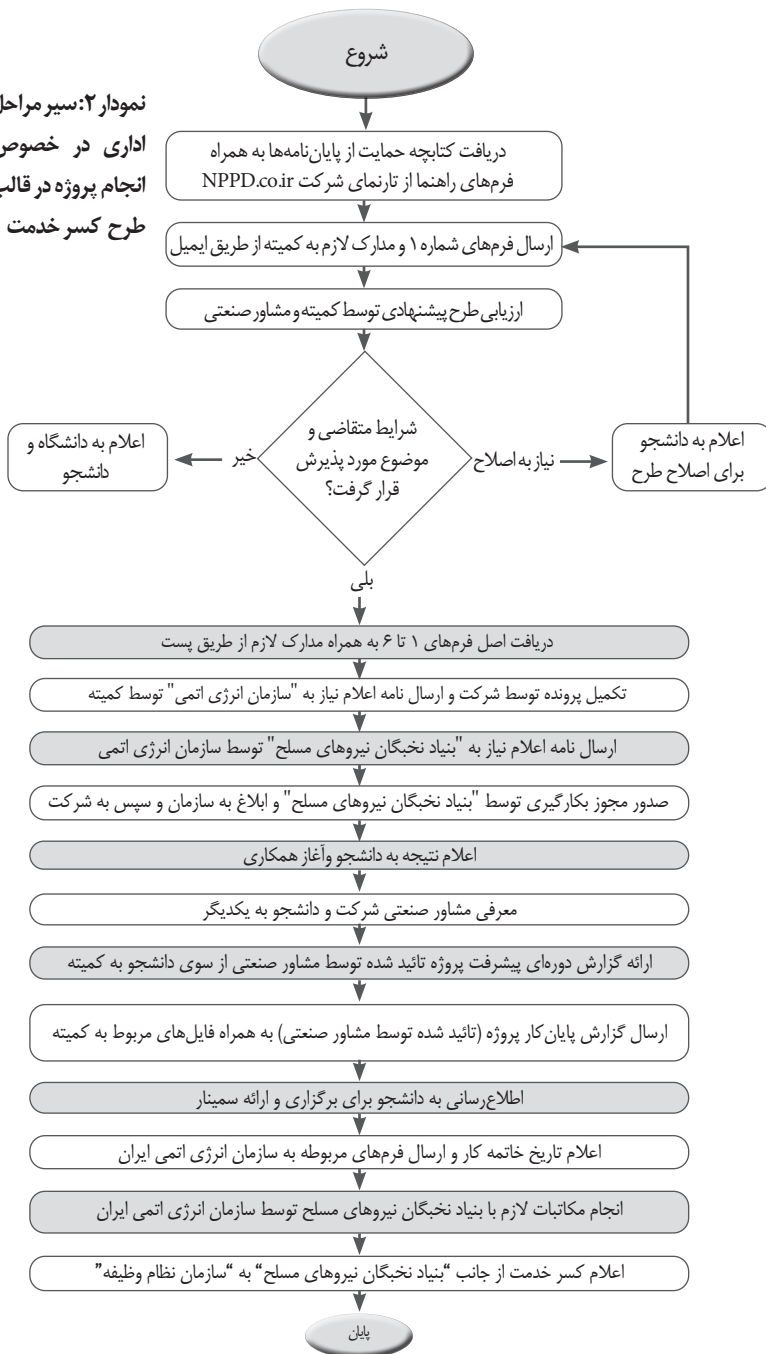 شروع
نمودار ۲: سیر مراحل
اداری در خصوص
انجام پروژه در قالب
طرح کسر خدمت
دریافت کتابچه حمایت از پایان‌نامه‌ها به همراه
فرم‌های راهنما از تارنمای شرکت NPPD.co.ir
ارسال فرم‌های شماره ۱ و مدارک لازم به کمیته از طریق ایمیل
ارزیابی طرح پیشنهادی توسط کمیته و مشاور صنعتی
شرایط متقاضی و
موضوع مورد پذیرش
قرار گرفت؟
نیاز به اصلاح
اعلام به دانشجو
برای اصلاح طرح
خیر
اعلام به دانشگاه و
دانشجو
بلی
دریافت اصل فرم‌های ۱ تا ۶ به همراه مدارک لازم از طریق پست
تکمیل پرونده توسط شرکت و ارسال نامه اعلام نیاز به "سازمان انرژی اتمی" توسط کمیته
ارسال نامه اعلام نیاز به "بنیاد نخبگان نیروهای مسلح" توسط سازمان انرژی اتمی
صدور مجوز بکارگیری توسط "بنیاد نخبگان نیروهای مسلح" و ابلاغ به سازمان و سپس به شرکت
اعلام نتیجه به دانشجو وآغاز همکاری
معرفی مشاور صنعتی شرکت و دانشجو به یکدیگر
ارائه گزارش دوره‌ای پیشرفت پروژه تائید شده توسط مشاور صنعتی از سوی دانشجو به کمیته
ارسال گزارش پایان‌کار پروژه (تائید شده توسط مشاور صنعتی) به همراه فایل‌های مربوط به کمیته
اطلاع‌رسانی به دانشجو برای برگزاری و ارائه سمینار
اعلام تاریخ خاتمه کار و ارسال فرم‌های مربوطه به سازمان انرژی اتمی ایران
انجام مکاتبات لازم با بنیاد نخبگان نیروهای مسلح توسط سازمان انرژی اتمی ایران
اعلام کسر خدمت از جانب “بنیاد نخبگان نیروهای مسلح“ به “سازمان نظام وظیفه”
پایان